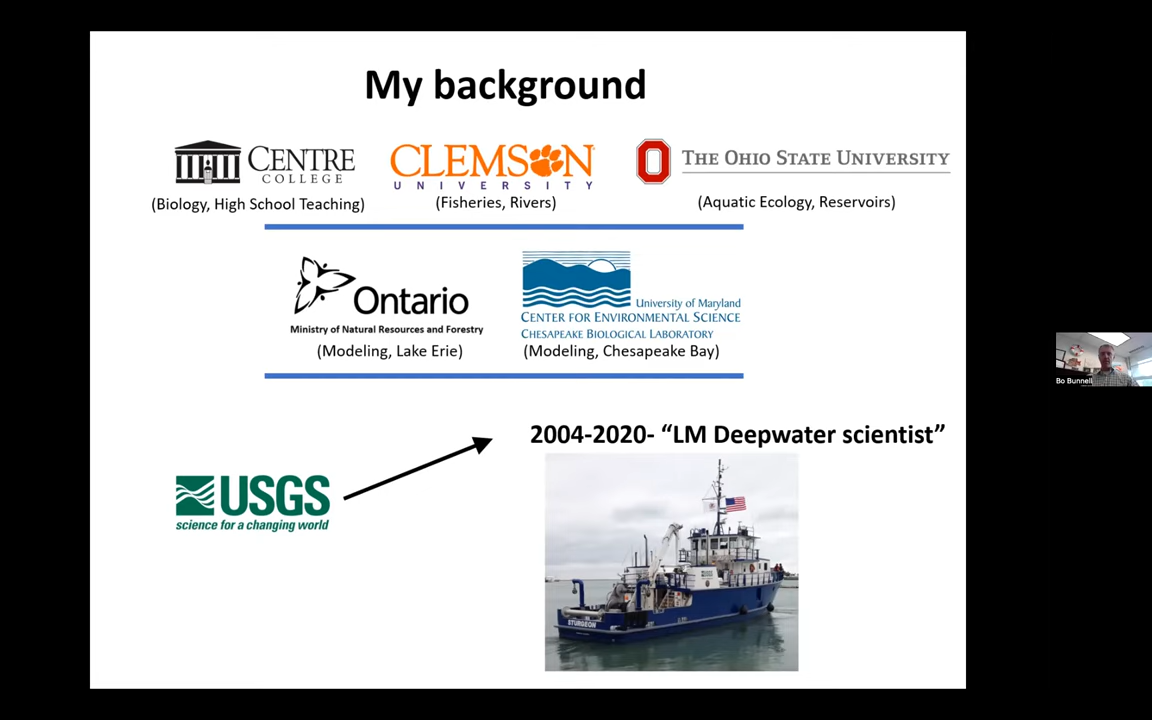 My background
CENTRE
COLLEGE
CLEMSON
UNIVERSITY
THE OHIO STATE UNIVERSITY
(Biology, High School Teaching)
(Fisheries, Rivers)
(Aquatic Ecology, Reservoirs)
Ontario
Ministry of Natural Resources and Forestry
(Modeling, Lake Erie)
University of Maryland
CENTER FOR ENVIRONMENTAL SCIENCE
CHESAPEAKE BIOLOGICAL LABORATORY
(Modeling, Chesapeake Bay)
Bo Bunnell
2004-2020- “LM Deepwater scientist”
USGS
science for a changing world
USGS
STURGEON